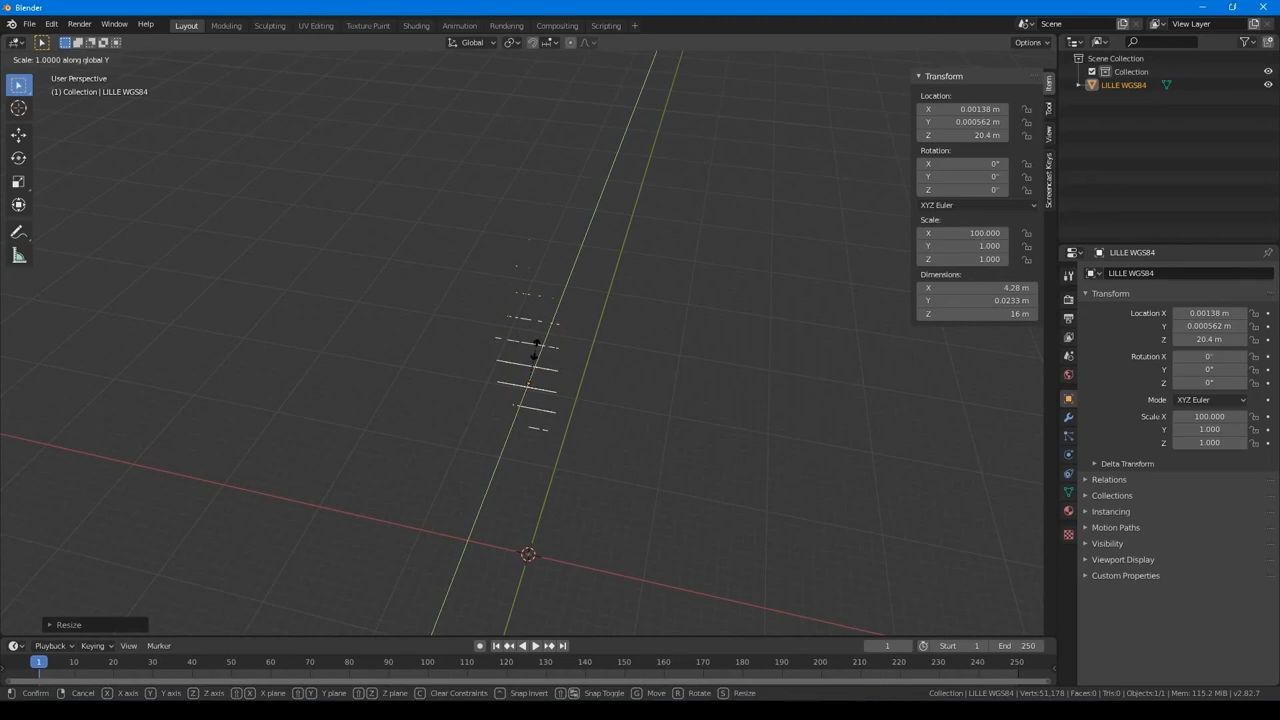 Blender
File Edit Render Window Help Layout Modeling Sculpting UV Editing Texture Paint Shading Animation Rendering Compositing Scripting + Scene View Layer
Global Options
Scale: 1.0000 along global Y
User Perspective
(1) Collection | LILLE WGS84
Transform
Location:
X 0.00138 m
Y 0.000562 m
Z 20.4 m
Rotation:
X 0°
Y 0°
Z 0°
XYZ Euler
Scale:
X 100.000
Y 1.000
Z 1.000
Dimensions:
X 4.28 m
Y 0.0233 m
Z 16 m
Item
Tool
View
Screencast Keys
Scene Collection
Collection
LILLE WGS84
LILLE WGS84
LILLE WGS84
Transform
Location X 0.00138 m
Y 0.000562 m
Z 20.4 m
Rotation X 0°
Y 0°
Z 0°
Mode XYZ Euler
Scale X 100.000
Y 1.000
Z 1.000
Delta Transform
Relations
Collections
Instancing
Motion Paths
Visibility
Viewport Display
Custom Properties
Resize
Playback Keying View Marker 1 Start 1 End 250
1 10 20 30 40 50 60 70 80 90 100 110 120 130 140 150 160 170 180 190 200 210 220 230 240 250
Confirm Cancel X X axis Y Y axis Z Z axis X X plane Y Y plane Z Z plane C Clear Constraints Snap Invert Snap Toggle G Move R Rotate S Resize Collection | LILLE WGS84 | Verts:51,178 | Faces:0 | Tris:0 | Objects:1/1 | Mem: 115.2 MiB | v2.82.7